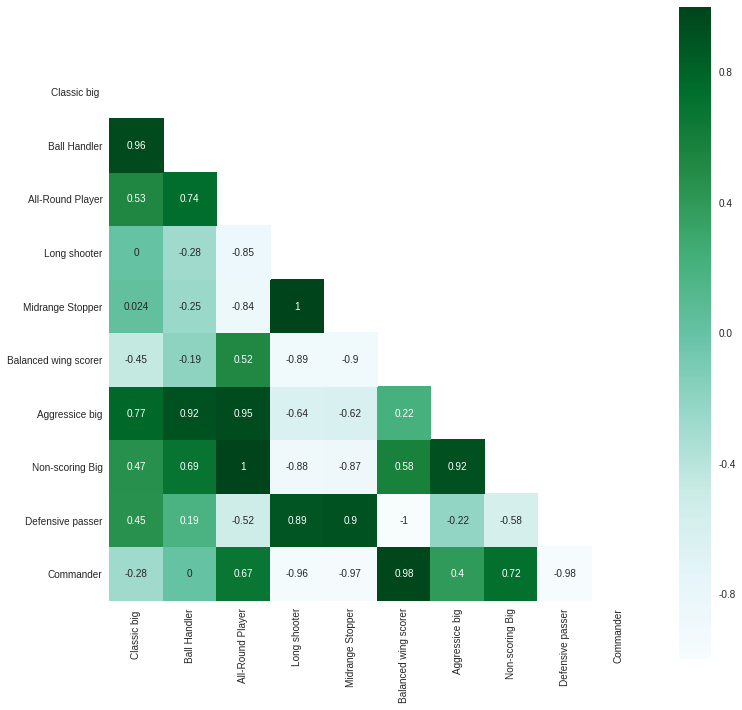 Classic big
Ball Handler 0.96
All-Round Player 0.53 0.74
Long shooter 0 -0.28 -0.85
Midrange Stopper 0.024 -0.25 -0.84 1
Balanced wing scorer -0.45 -0.19 0.52 -0.89 -0.9
Aggressice big 0.77 0.92 0.95 -0.64 -0.62 0.22
Non-scoring Big 0.47 0.69 1 -0.88 -0.87 0.58 0.92
Defensive passer 0.45 0.19 -0.52 0.89 0.9 -1 -0.22 -0.58
Commander -0.28 0 0.67 -0.96 -0.97 0.98 0.4 0.72 -0.98
Classic big
Ball Handler
All-Round Player
Long shooter
Midrange Stopper
Balanced wing scorer
Aggressice big
Non-scoring Big
Defensive passer
Commander
0.8
0.4
0.0
-0.4
-0.8